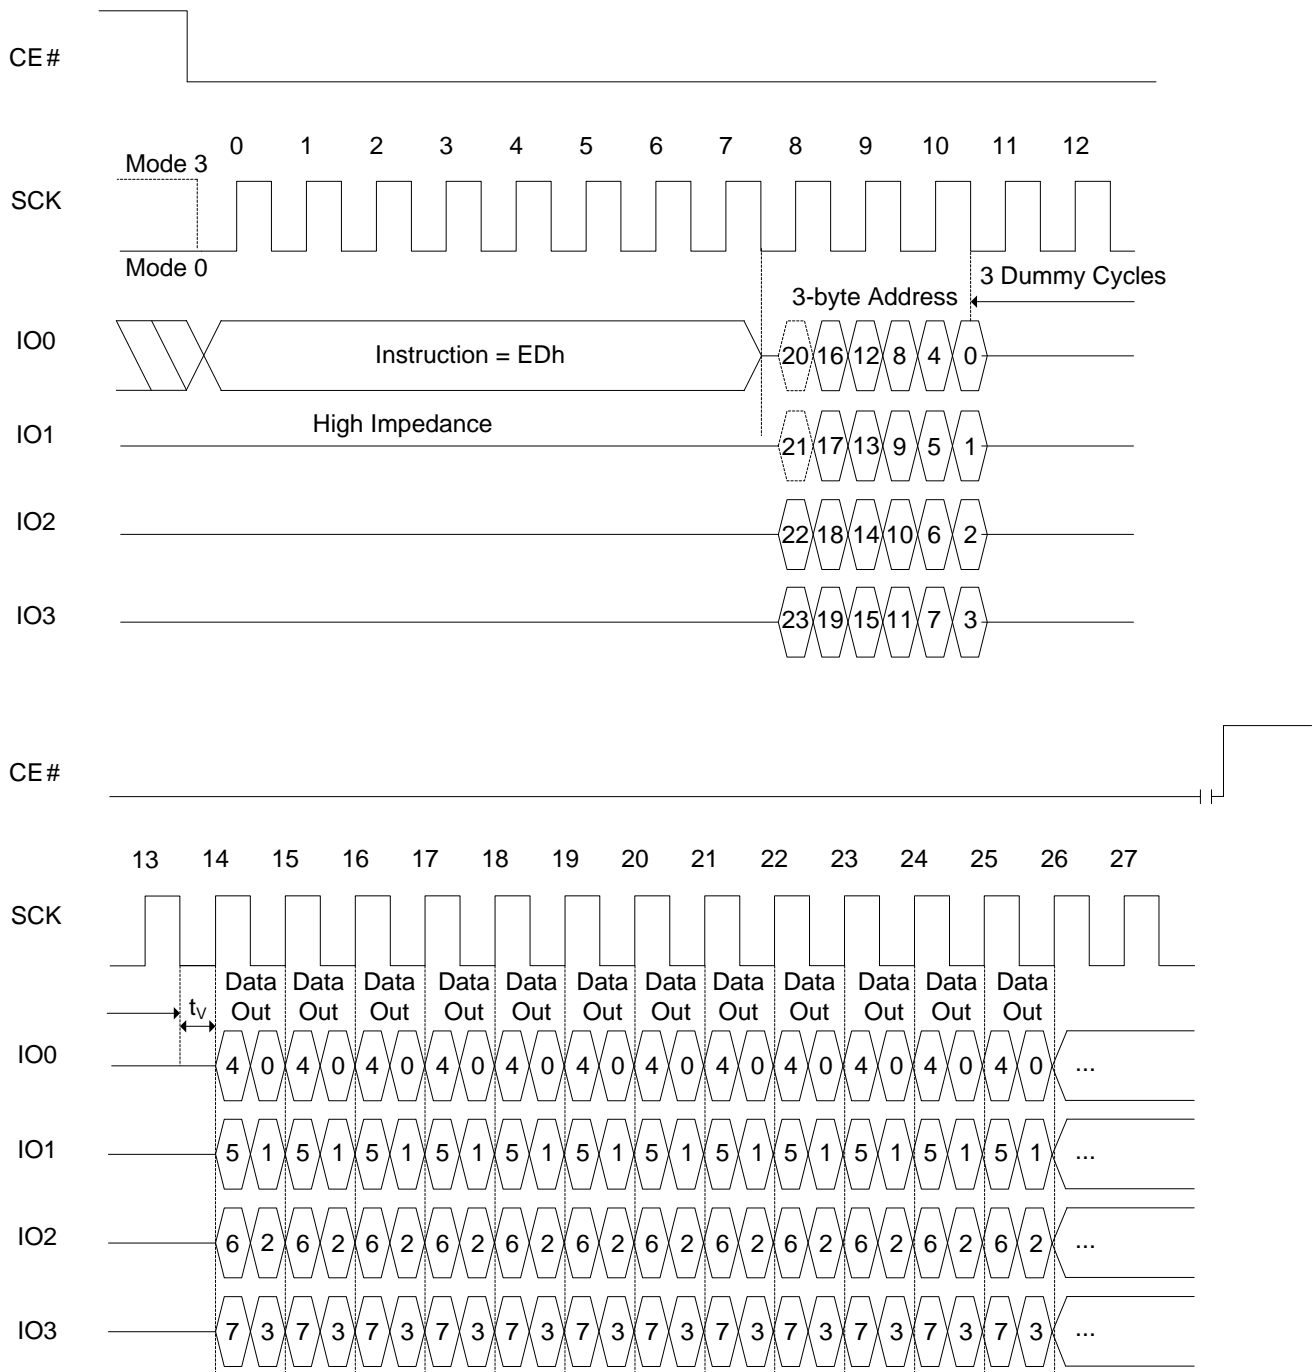 CE#
0 1 2 3 4 5 6 7 8 9 10 11 12
Mode 3
SCK
Mode 0
3 Dummy Cycles
3-byte Address
IO0
Instruction = EDh
20 16 12 8 4 0
High Impedance
IO1
21 17 13 9 5 1
IO2
22 18 14 10 6 2
IO3
23 19 15 11 7 3
CE#
13 14 15 16 17 18 19 20 21 22 23 24 25 26 27
SCK
Data Data Data Data Data Data Data Data Data Data Data Data
tV Out Out Out Out Out Out Out Out Out Out Out Out
IO0
4 0 4 0 4 0 4 0 4 0 4 0 4 0 4 0 4 0 4 0 4 0 4 0 ...
IO1
5 1 5 1 5 1 5 1 5 1 5 1 5 1 5 1 5 1 5 1 5 1 5 1 ...
IO2
6 2 6 2 6 2 6 2 6 2 6 2 6 2 6 2 6 2 6 2 6 2 6 2 ...
IO3
7 3 7 3 7 3 7 3 7 3 7 3 7 3 7 3 7 3 7 3 7 3 7 3 ...